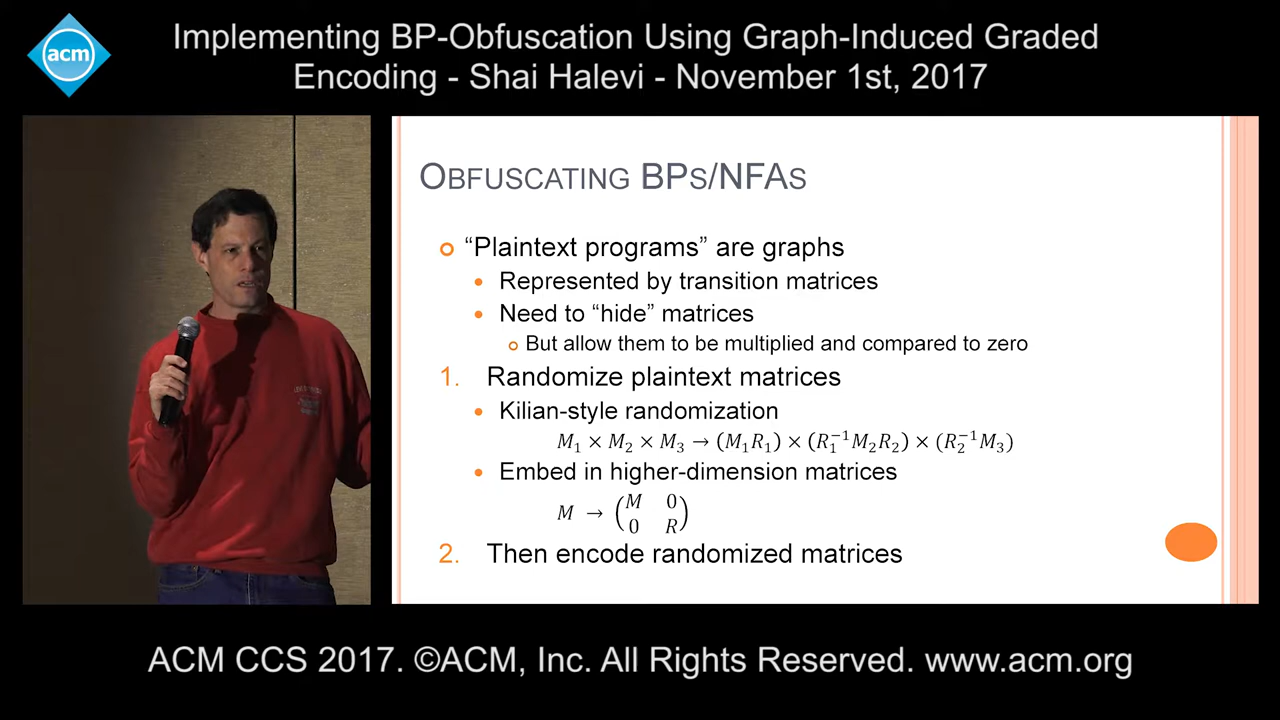 acm
Implementing BP-Obfuscation Using Graph-Induced Graded
Encoding - Shai Halevi - November 1st, 2017
OBFUSCATING BPS/NFAS
“Plaintext programs” are graphs
Represented by transition matrices
Need to “hide” matrices
But allow them to be multiplied and compared to zero
1. Randomize plaintext matrices
Kilian-style randomization
M₁ × M₂ × M₃ → (M₁R₁) × (R₁⁻¹M₂R₂) × (R₂⁻¹M₃)
Embed in higher-dimension matrices
M → (M 0
0 R)
2. Then encode randomized matrices
ACM CCS 2017. ©ACM, Inc. All Rights Reserved. www.acm.org